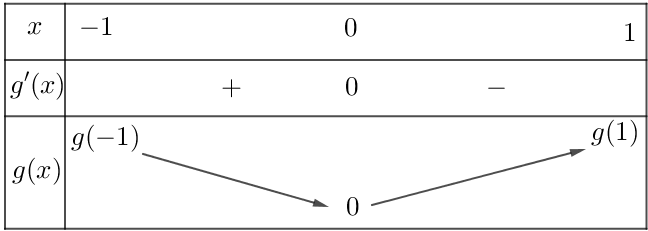 x −1 0 1
g′(x) + 0 −
g(−1) g(1)
g(x)
0